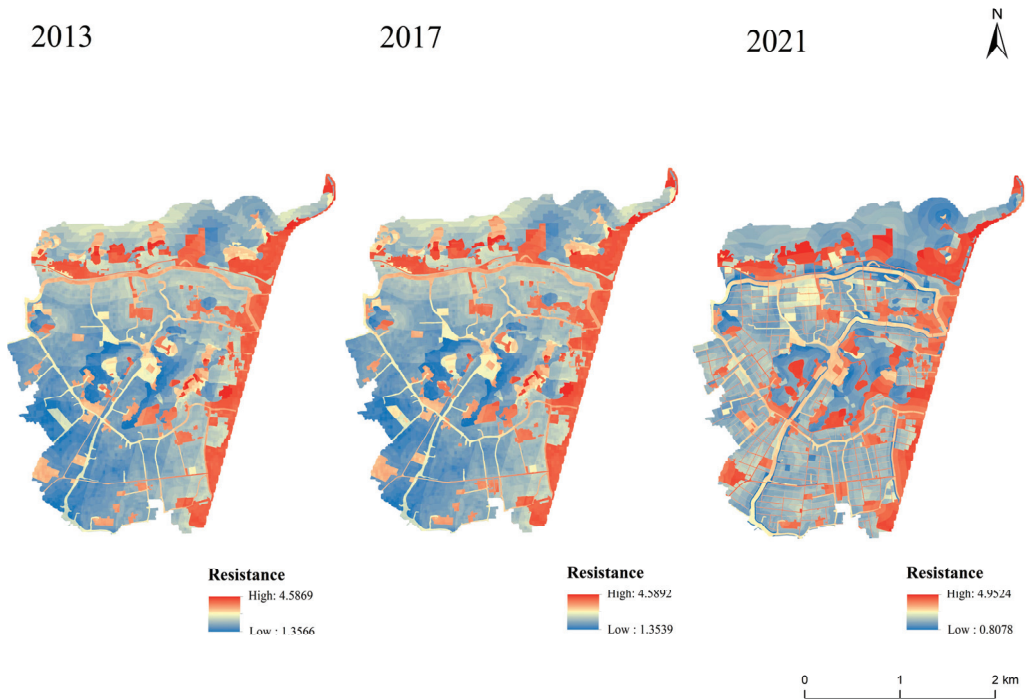 2013
2017
2021
N
Resistance
High: 4.5869
Low : 1.3566
Resistance
High: 4.5892
Low : 1.3539
Resistance
High: 4.9524
Low : 0.8078
0 1 2 km